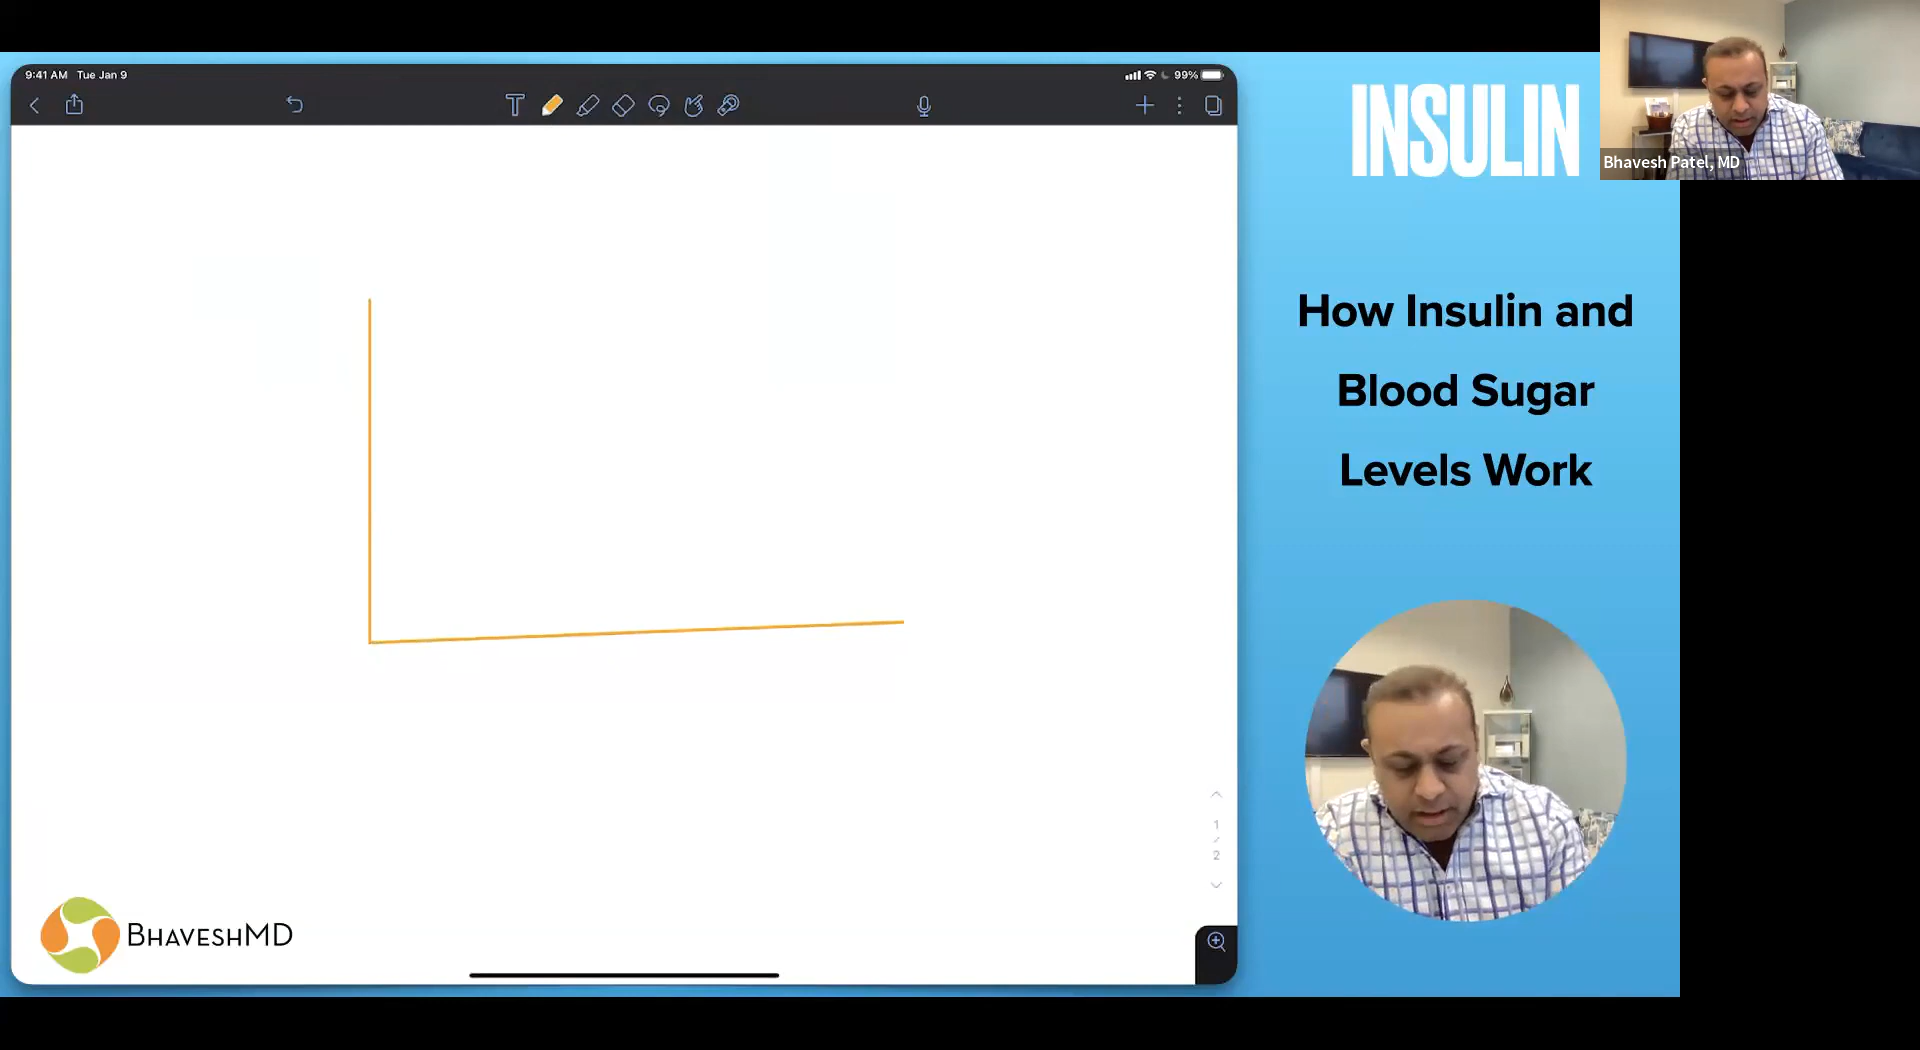 9:41 AM Tue Jan 9
99%
T
INSULIN
Bhavesh Patel, MD
How Insulin and
Blood Sugar
Levels Work
1
/
2
BHAVESHMD